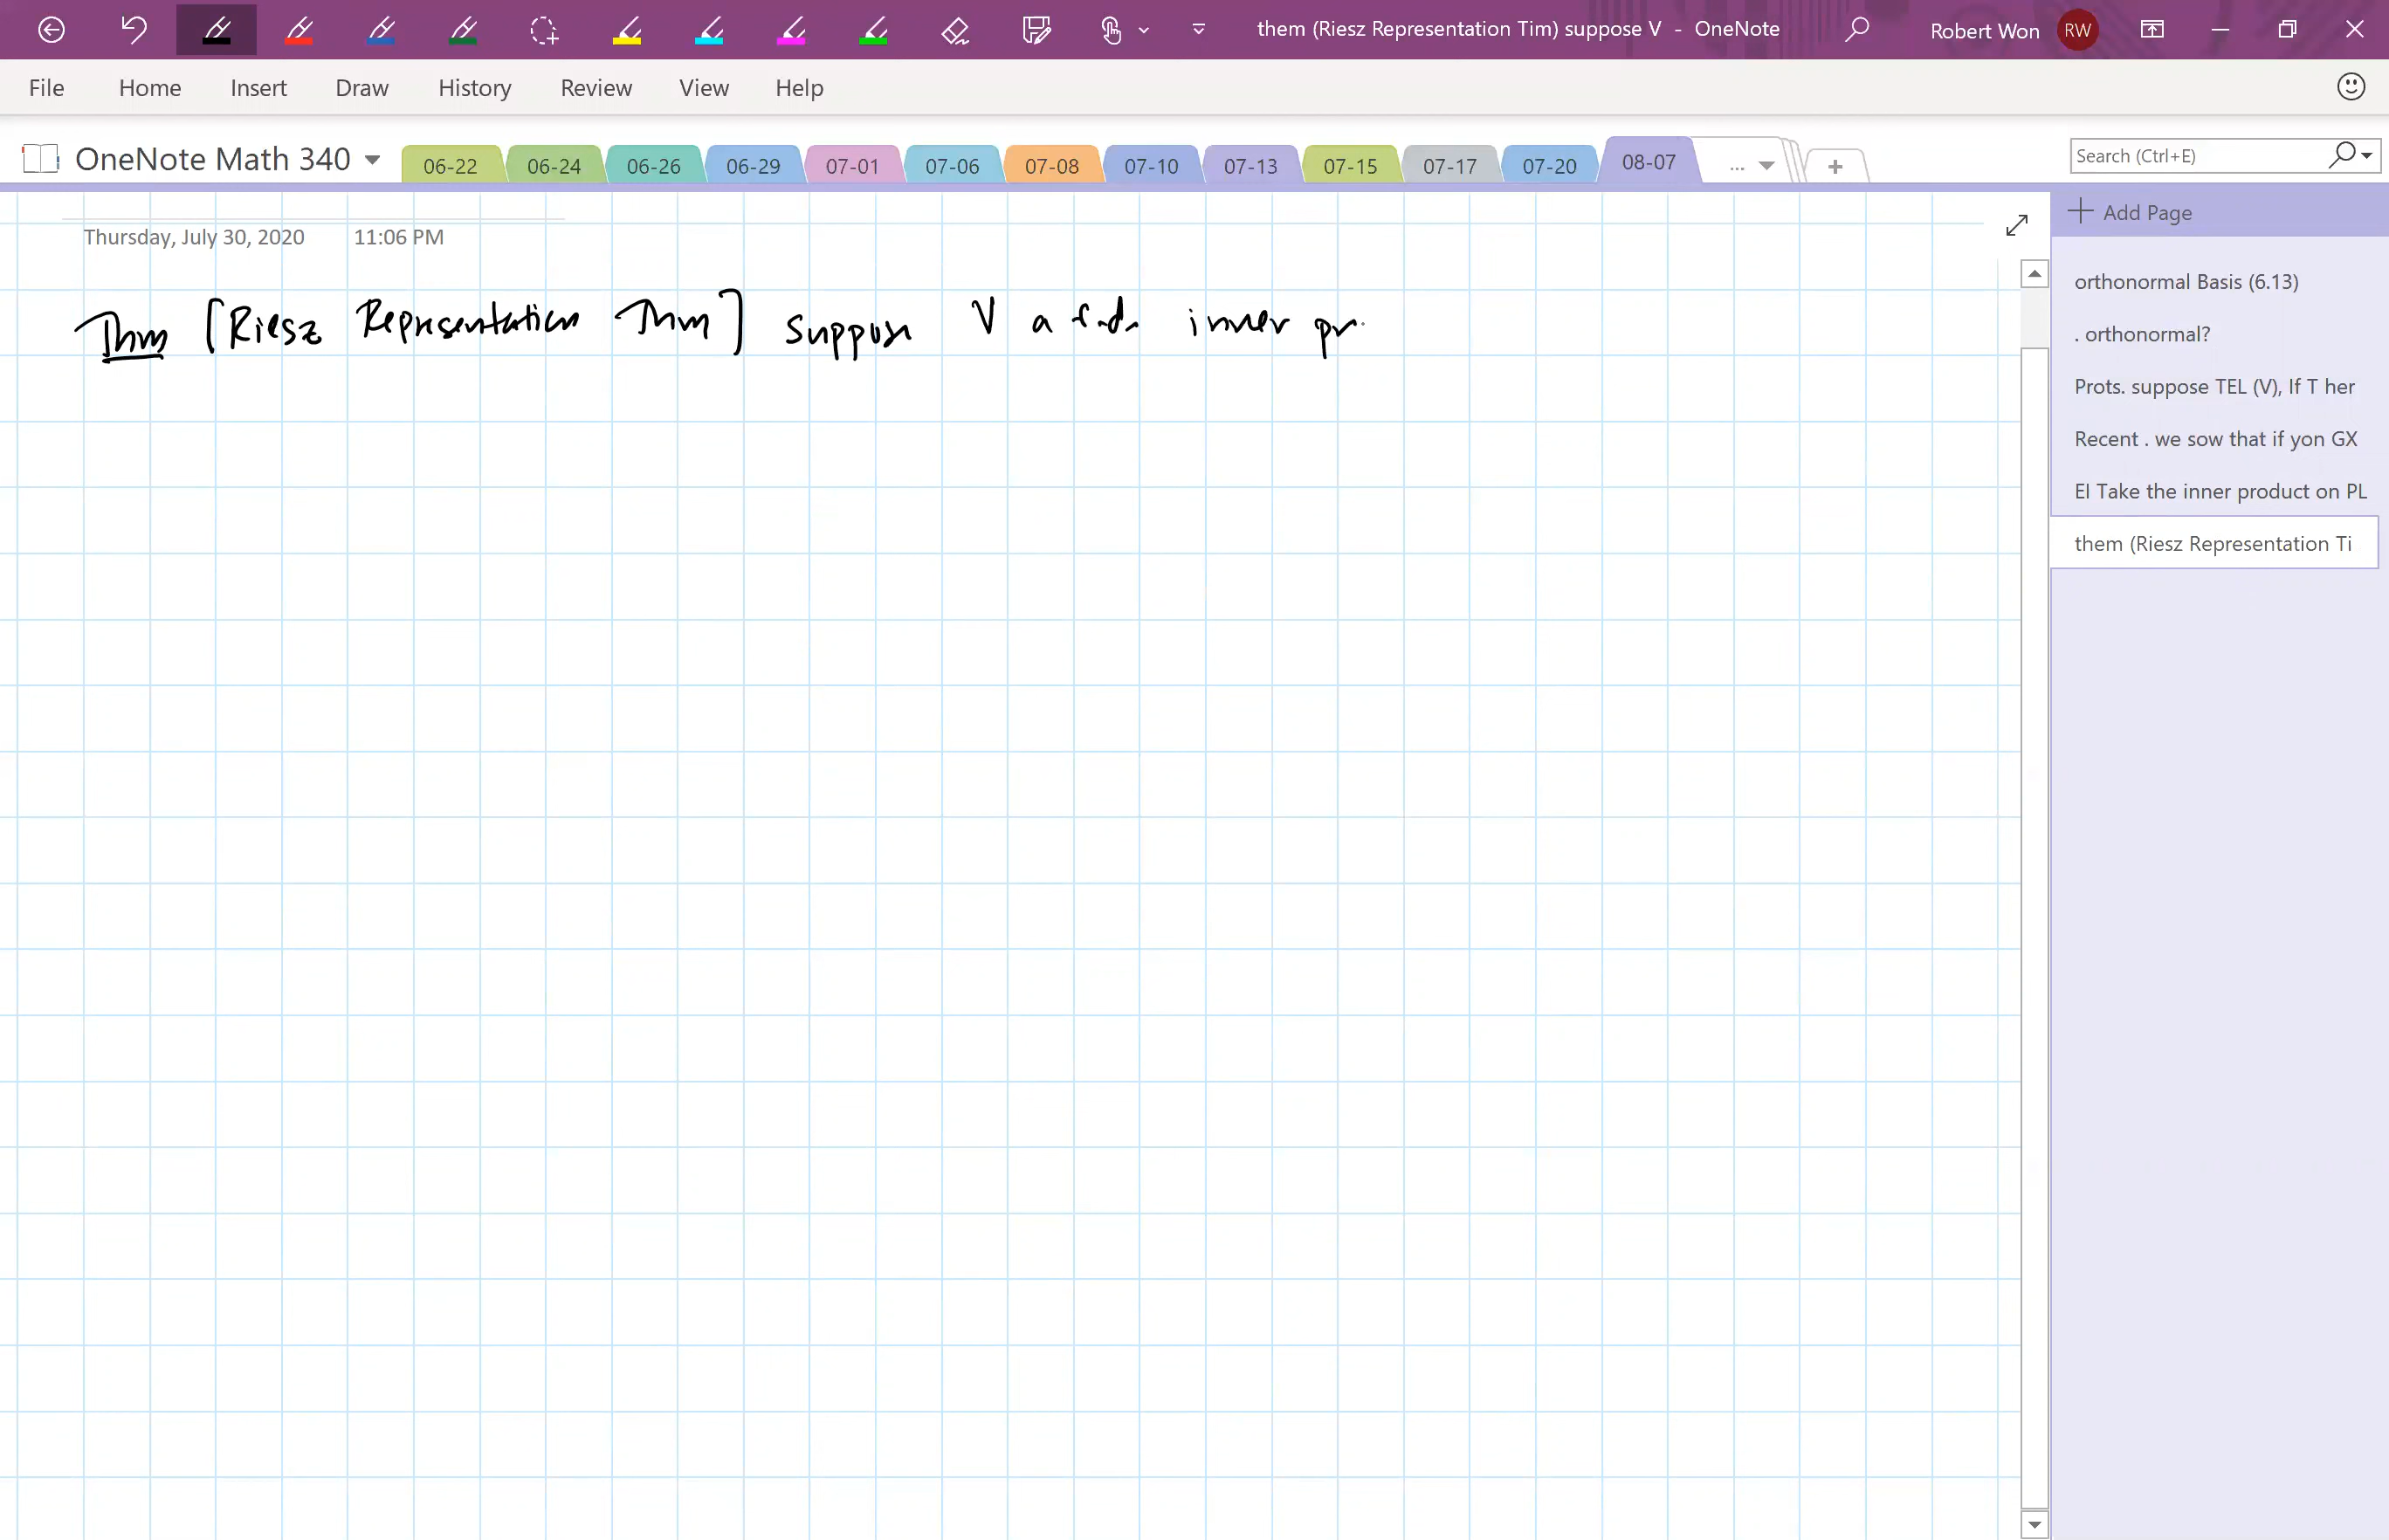 them (Riesz Representation Tim) suppose V - OneNote
Robert Won RW
File Home Insert Draw History Review View Help
OneNote Math 340
06-22 06-24 06-26 06-29 07-01 07-06 07-08 07-10 07-13 07-15 07-17 07-20 08-07 ... +
Search (Ctrl+E)
Add Page
Thursday, July 30, 2020 11:06 PM
Thm [Riesz Representation Thm] Suppose V a f.d. inner pr
orthonormal Basis (6.13)
. orthonormal?
Prots. suppose TEL (V), If T her
Recent . we sow that if yon GX
El Take the inner product on PL
them (Riesz Representation Ti